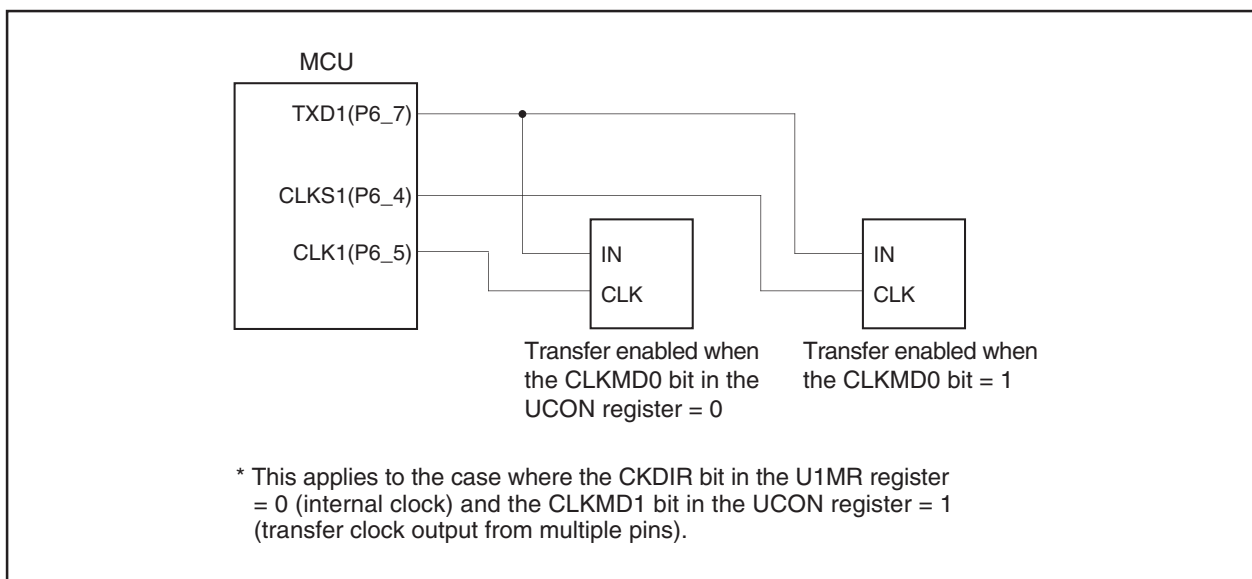 MCU
TXD1(P6_7)
CLKS1(P6_4)
CLK1(P6_5)
IN
CLK
Transfer enabled when
the CLKMD0 bit in the
UCON register = 0
IN
CLK
Transfer enabled when
the CLKMD0 bit = 1
* This applies to the case where the CKDIR bit in the U1MR register
= 0 (internal clock) and the CLKMD1 bit in the UCON register = 1
(transfer clock output from multiple pins).